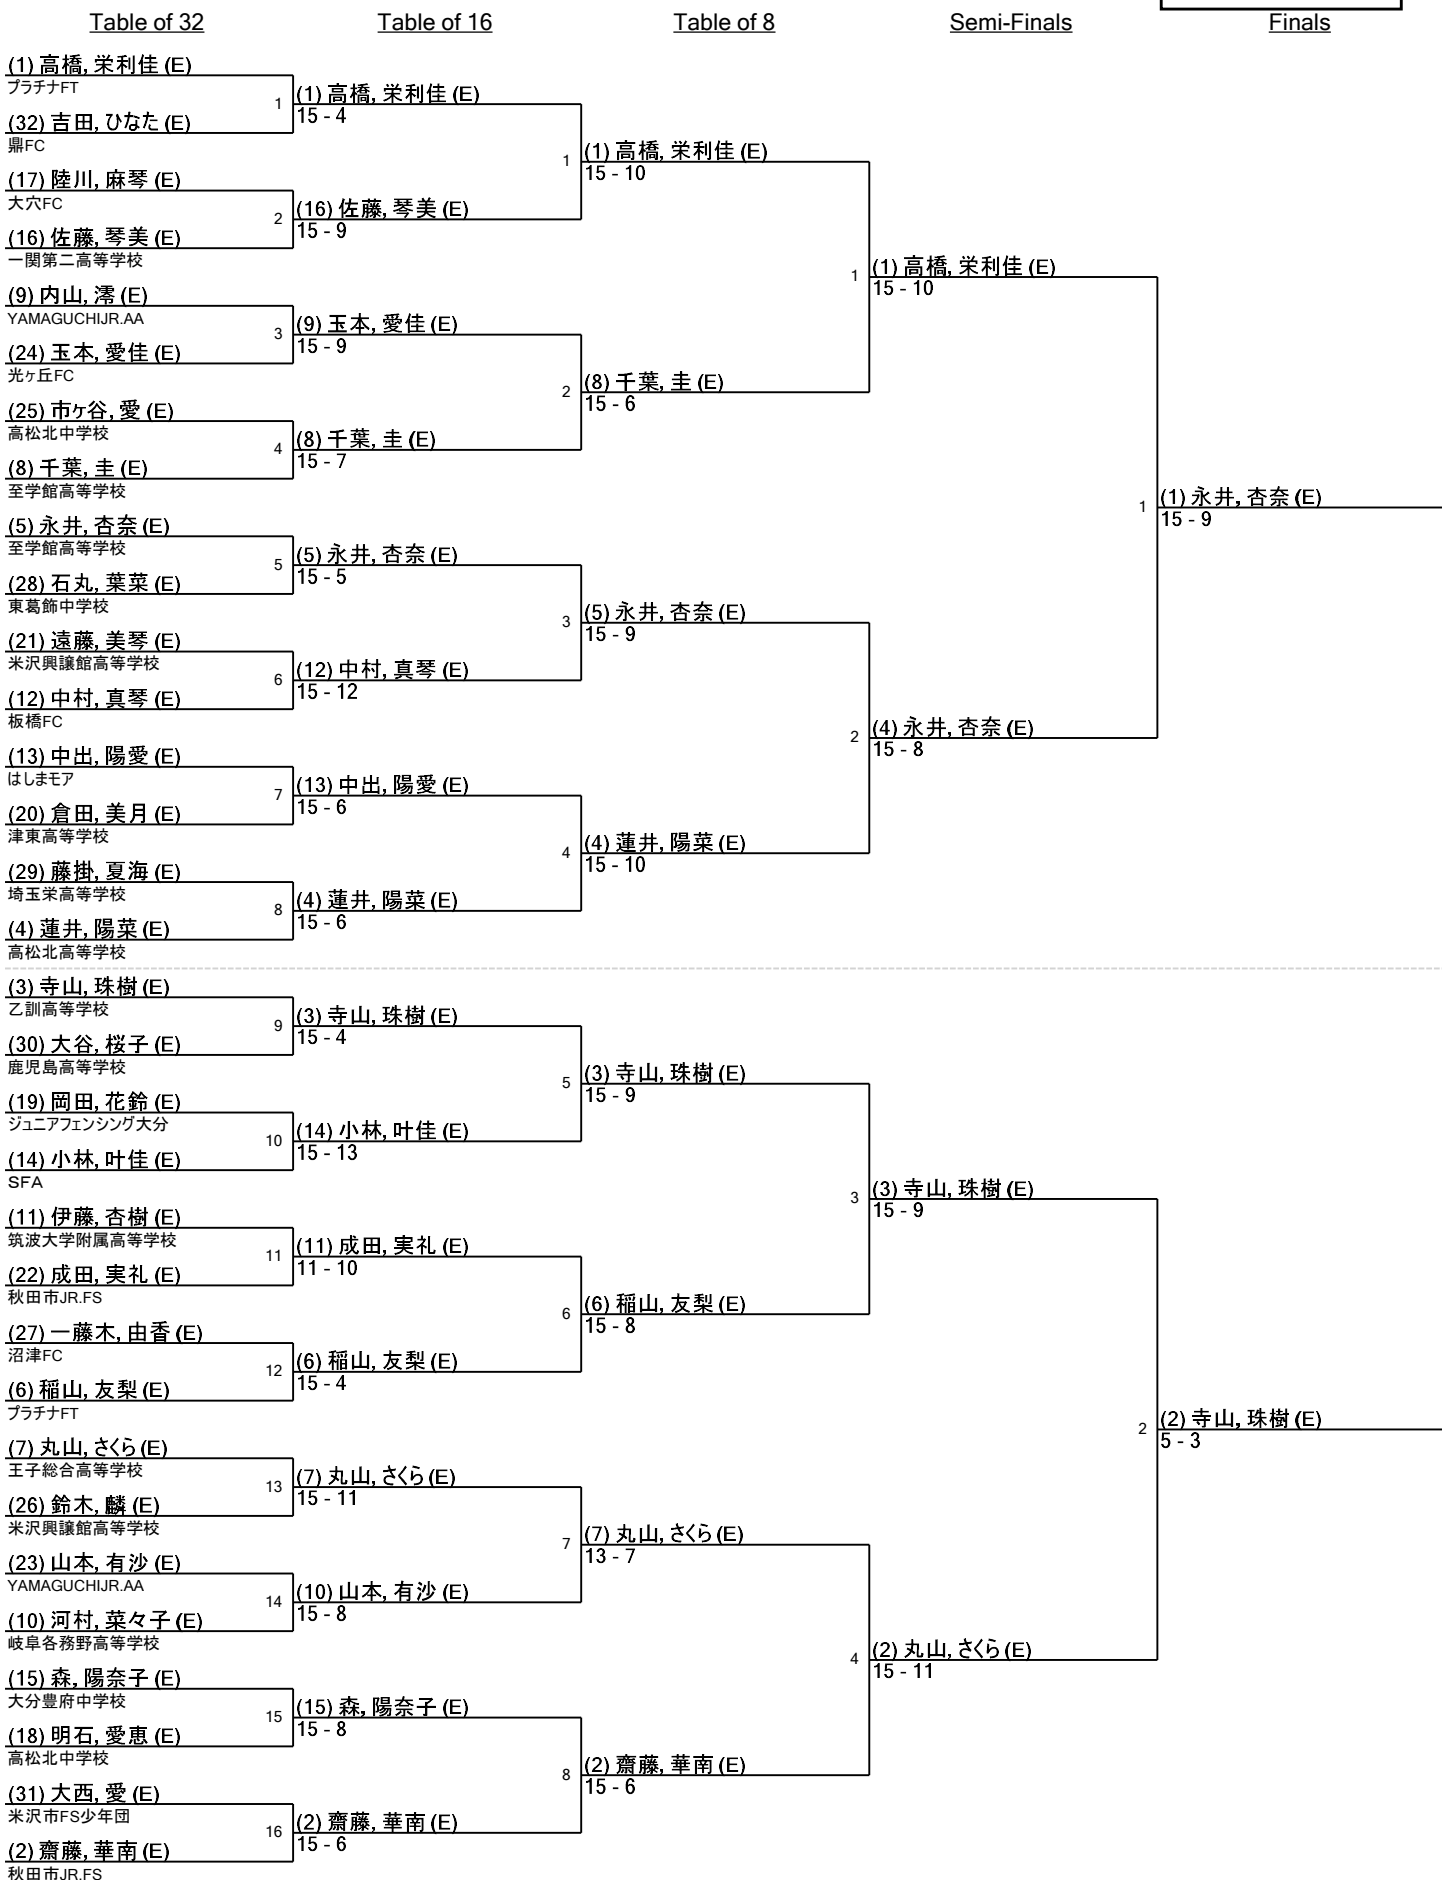 Table of 32
Table of 16
Table of 8
Semi-Finals
Finals
(1) 高橋, 栄利佳 (E)
プラチナFT
(32) 吉田, ひなた (E)
鼎FC
(17) 陸川, 麻琴 (E)
大穴FC
(16) 佐藤, 琴美 (E)
一関第二高等学校
(9) 内山, 澪 (E)
YAMAGUCHIJR.AA
(24) 玉本, 愛佳 (E)
光ヶ丘FC
(25) 市ヶ谷, 愛 (E)
高松北中学校
(8) 千葉, 圭 (E)
至学館高等学校
(5) 永井, 杏奈 (E)
至学館高等学校
(28) 石丸, 葉菜 (E)
東葛飾中学校
(21) 遠藤, 美琴 (E)
米沢興譲館高等学校
(12) 中村, 真琴 (E)
板橋FC
(13) 中出, 陽愛 (E)
はしまモア
(20) 倉田, 美月 (E)
津東高等学校
(29) 藤掛, 夏海 (E)
埼玉栄高等学校
(4) 蓮井, 陽菜 (E)
高松北高等学校
(3) 寺山, 珠樹 (E)
乙訓高等学校
(30) 大谷, 桜子 (E)
鹿児島高等学校
(19) 岡田, 花鈴 (E)
ジュニアフェンシング大分
(14) 小林, 叶佳 (E)
SFA
(11) 伊藤, 杏樹 (E)
筑波大学附属高等学校
(22) 成田, 実礼 (E)
秋田市JR.FS
(27) 一藤木, 由香 (E)
沼津FC
(6) 稲山, 友梨 (E)
プラチナFT
(7) 丸山, さくら (E)
王子総合高等学校
(26) 鈴木, 麟 (E)
米沢興譲館高等学校
(23) 山本, 有沙 (E)
YAMAGUCHIJR.AA
(10) 河村, 菜々子 (E)
岐阜各務野高等学校
(15) 森, 陽奈子 (E)
大分豊府中学校
(18) 明石, 愛恵 (E)
高松北中学校
(31) 大西, 愛 (E)
米沢市FS少年団
(2) 齋藤, 華南 (E)
秋田市JR.FS
1
(1) 高橋, 栄利佳 (E)
15 - 4
2
(16) 佐藤, 琴美 (E)
15 - 9
3
(9) 玉本, 愛佳 (E)
15 - 9
4
(8) 千葉, 圭 (E)
15 - 7
5
(5) 永井, 杏奈 (E)
15 - 5
6
(12) 中村, 真琴 (E)
15 - 12
7
(13) 中出, 陽愛 (E)
15 - 6
8
(4) 蓮井, 陽菜 (E)
15 - 6
9
(3) 寺山, 珠樹 (E)
15 - 4
10
(14) 小林, 叶佳 (E)
15 - 13
11
(11) 成田, 実礼 (E)
11 - 10
12
(6) 稲山, 友梨 (E)
15 - 4
13
(7) 丸山, さくら (E)
15 - 11
14
(10) 山本, 有沙 (E)
15 - 8
15
(15) 森, 陽奈子 (E)
15 - 8
16
(2) 齋藤, 華南 (E)
15 - 6
1
(1) 高橋, 栄利佳 (E)
15 - 10
2
(8) 千葉, 圭 (E)
15 - 6
3
(5) 永井, 杏奈 (E)
15 - 9
4
(4) 蓮井, 陽菜 (E)
15 - 10
5
(3) 寺山, 珠樹 (E)
15 - 9
6
(6) 稲山, 友梨 (E)
15 - 8
7
(7) 丸山, さくら (E)
13 - 7
8
(2) 齋藤, 華南 (E)
15 - 6
1
(1) 高橋, 栄利佳 (E)
15 - 10
2
(4) 永井, 杏奈 (E)
15 - 8
3
(3) 寺山, 珠樹 (E)
15 - 9
4
(2) 丸山, さくら (E)
15 - 11
1
(1) 永井, 杏奈 (E)
15 - 9
2
(2) 寺山, 珠樹 (E)
5 - 3